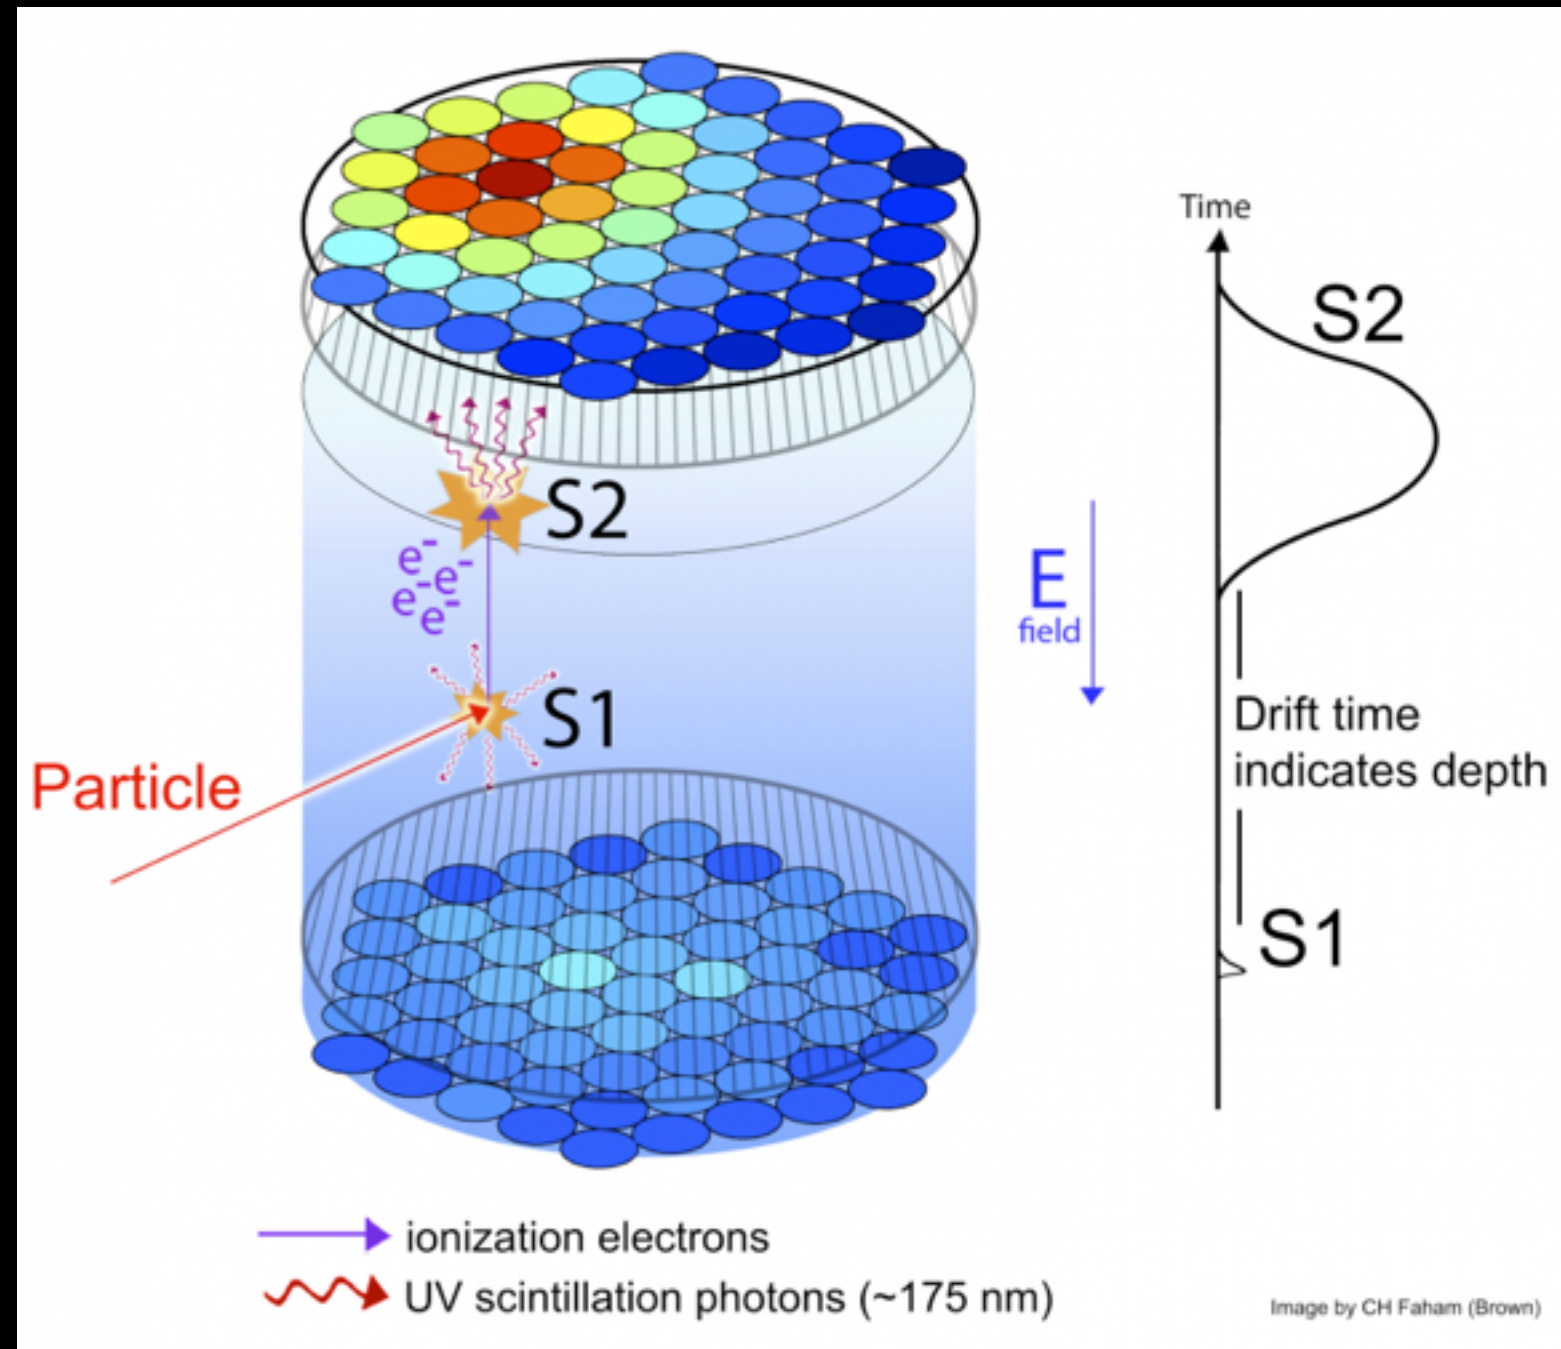 Time
S2
S2
e-
e-
e-
e-
E
field
S1
Drift time
indicates depth
Particle
S1
ionization electrons
UV scintillation photons (~175 nm)
Image by CH Faham (Brown)